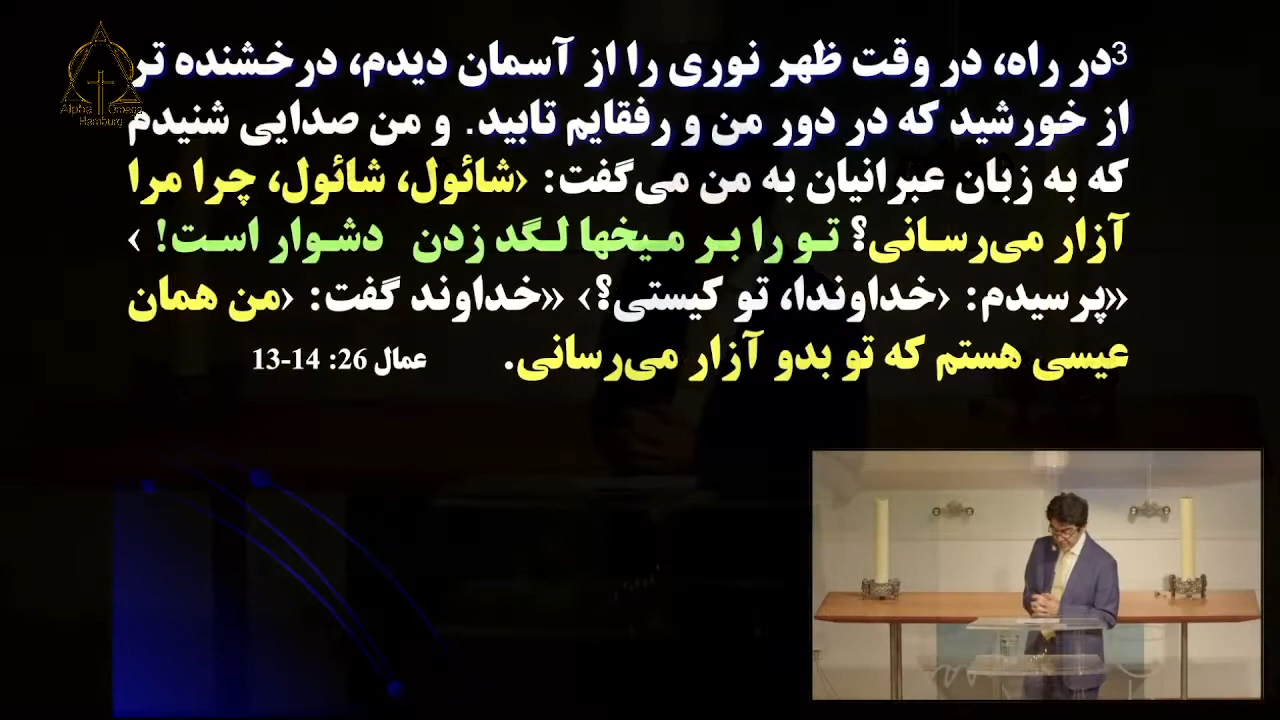 3در راه، در وقت ظهر نوری را از آسمان دیدم، درخشنده تر
از خورشید که در دور من و رفقایم تابید. و من صدایی شنیدم
که به زبان عبرانیان به من می‌گفت: ‹شائول، شائول، چرا مرا
آزار می‌رسانی؟ تو را بر میخها لگد زدن دشوار است! ›
«پرسیدم: ‹خداوندا، تو کیستی؟› «خداوند گفت: ‹من همان
عیسی هستم که تو بدو آزار می‌رسانی. عمال 26: 14-13
Alpha Omega
Hamburg